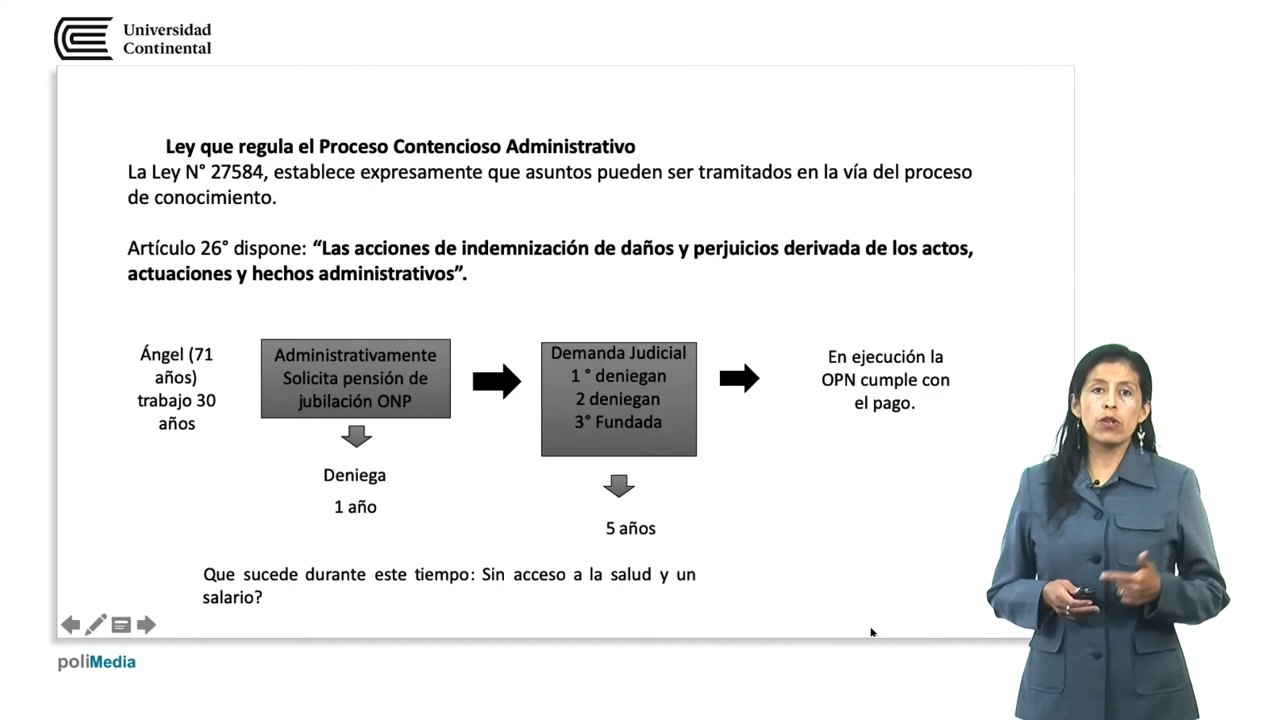 Universidad
Continental
Ley que regula el Proceso Contencioso Administrativo
La Ley N° 27584, establece expresamente que asuntos pueden ser tramitados en la vía del proceso
de conocimiento.
Artículo 26° dispone: “Las acciones de indemnización de daños y perjuicios derivada de los actos,
actuaciones y hechos administrativos”.
Ángel (71
años)
trabajo 30
años
Administrativamente
Solicita pensión de
jubilación ONP
Deniega
1 año
Demanda Judicial
1 ° deniegan
2 deniegan
3° Fundada
5 años
En ejecución la
OPN cumple con
el pago.
Que sucede durante este tiempo: Sin acceso a la salud y un
salario?
poliMedia